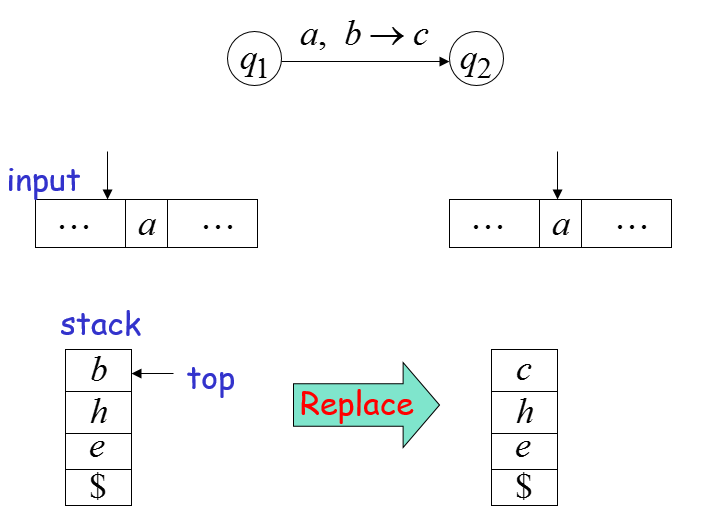 a, b → c
q1 q2
input
... a ... ... a ...
stack
b top c
Replace
h h
e e
$ $